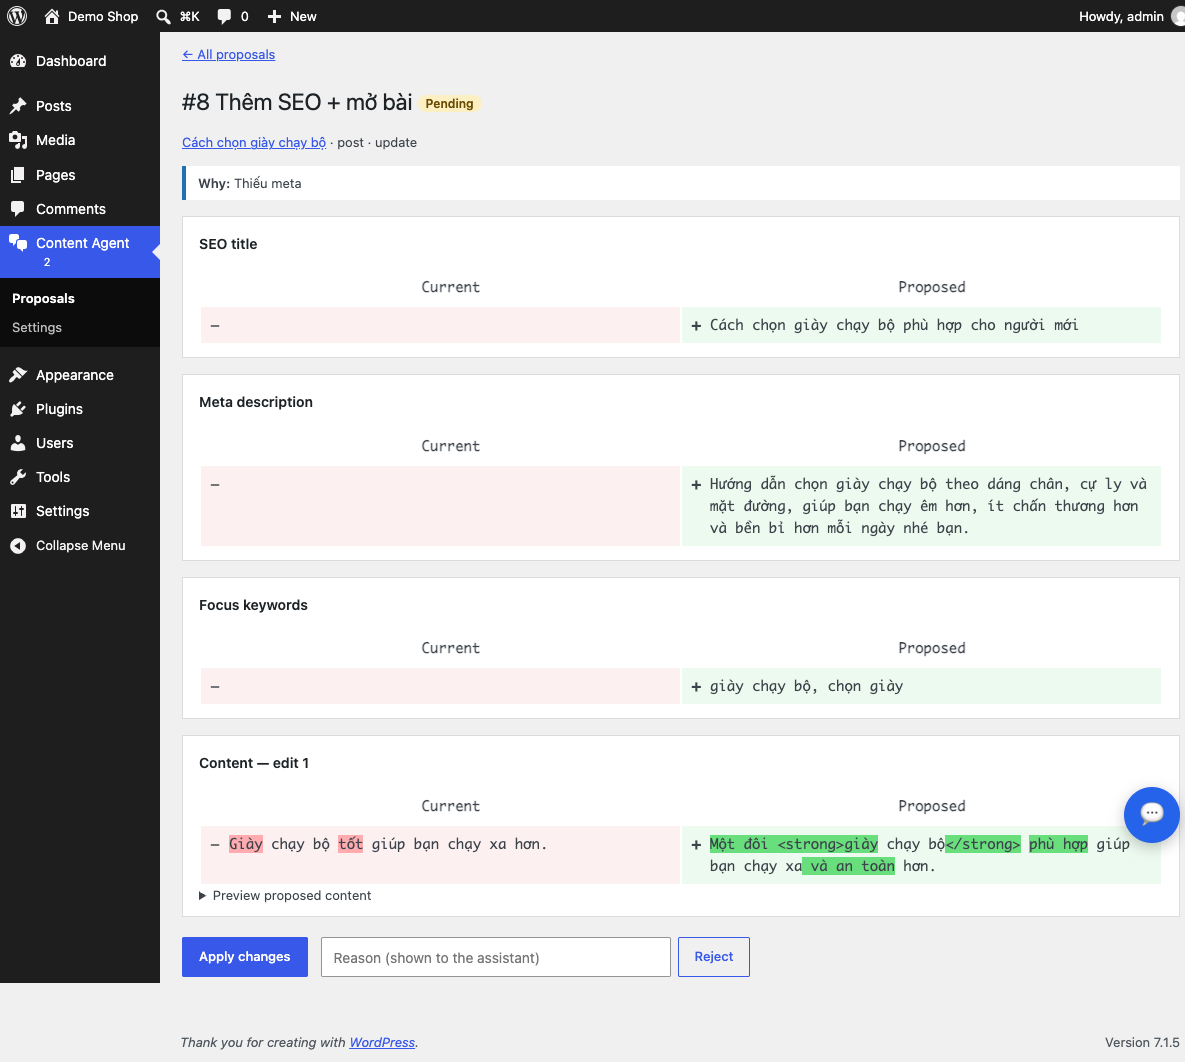 Demo Shop ⌘K 0 New Howdy, admin
Dashboard
Posts
Media
Pages
Comments
Content Agent
2
Proposals
Settings
Appearance
Plugins
Users
Tools
Settings
Collapse Menu
← All proposals
#8 Thêm SEO + mở bài Pending
Cách chọn giày chạy bộ · post · update
Why: Thiếu meta
SEO title
Current Proposed
− + Cách chọn giày chạy bộ phù hợp cho người mới
Meta description
Current Proposed
− + Hướng dẫn chọn giày chạy bộ theo dáng chân, cự ly và
mặt đường, giúp bạn chạy êm hơn, ít chấn thương hơn
và bền bỉ hơn mỗi ngày nhé bạn.
Focus keywords
Current Proposed
− + giày chạy bộ, chọn giày
Content — edit 1
Current Proposed
− Giày chạy bộ tốt giúp bạn chạy xa hơn.
+ Một đôi <strong>giày chạy bộ</strong> phù hợp giúp
bạn chạy xa và an toàn hơn.
Preview proposed content
Apply changes Reason (shown to the assistant) Reject
Thank you for creating with WordPress. Version 7.1.5